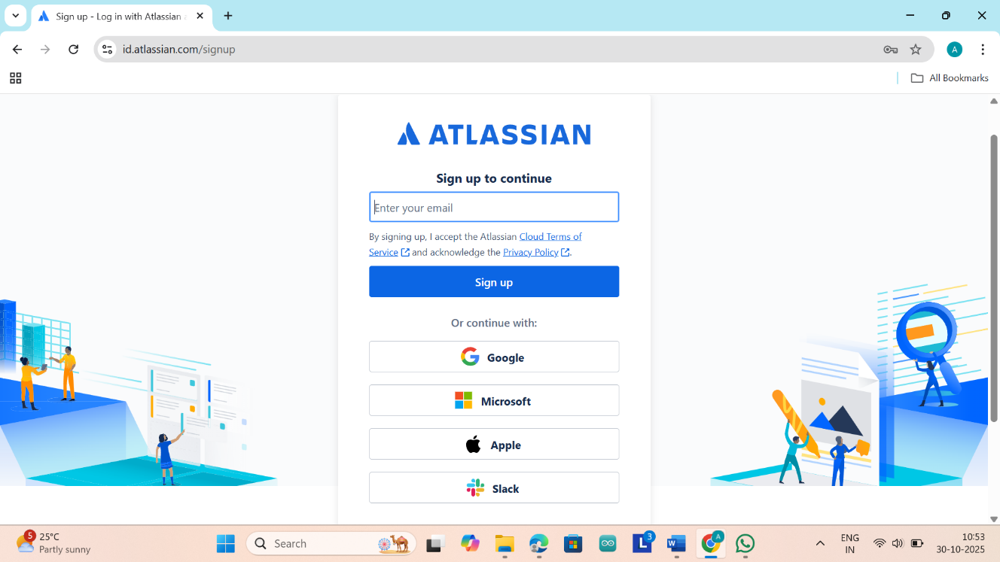 Sign up - Log in with Atlassian a
id.atlassian.com/signup
A
All Bookmarks
ATLASSIAN
Sign up to continue
Enter your email
By signing up, I accept the Atlassian Cloud Terms of
Service and acknowledge the Privacy Policy .
Sign up
Or continue with:
Google
Microsoft
Apple
Slack
5
25°C
Partly sunny
Search
L
3
W
A
ENG
IN
10:53
30-10-2025